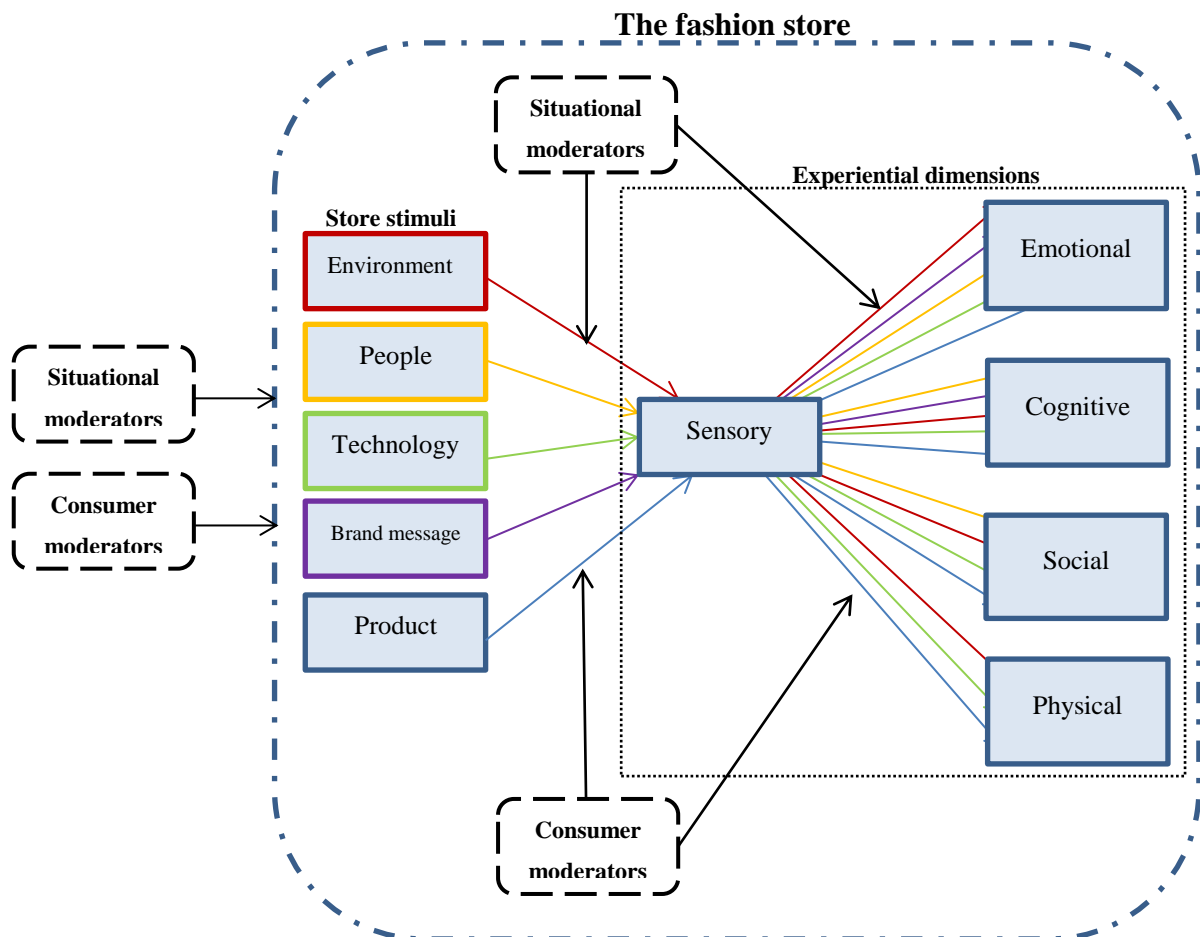 The fashion store
Situational
moderators
Experiential dimensions
Store stimuli
Environment
Emotional
People
Situational
moderators
Cognitive
Sensory
Technology
Consumer
moderators
Brand message
Social
Product
Physical
Consumer
moderators